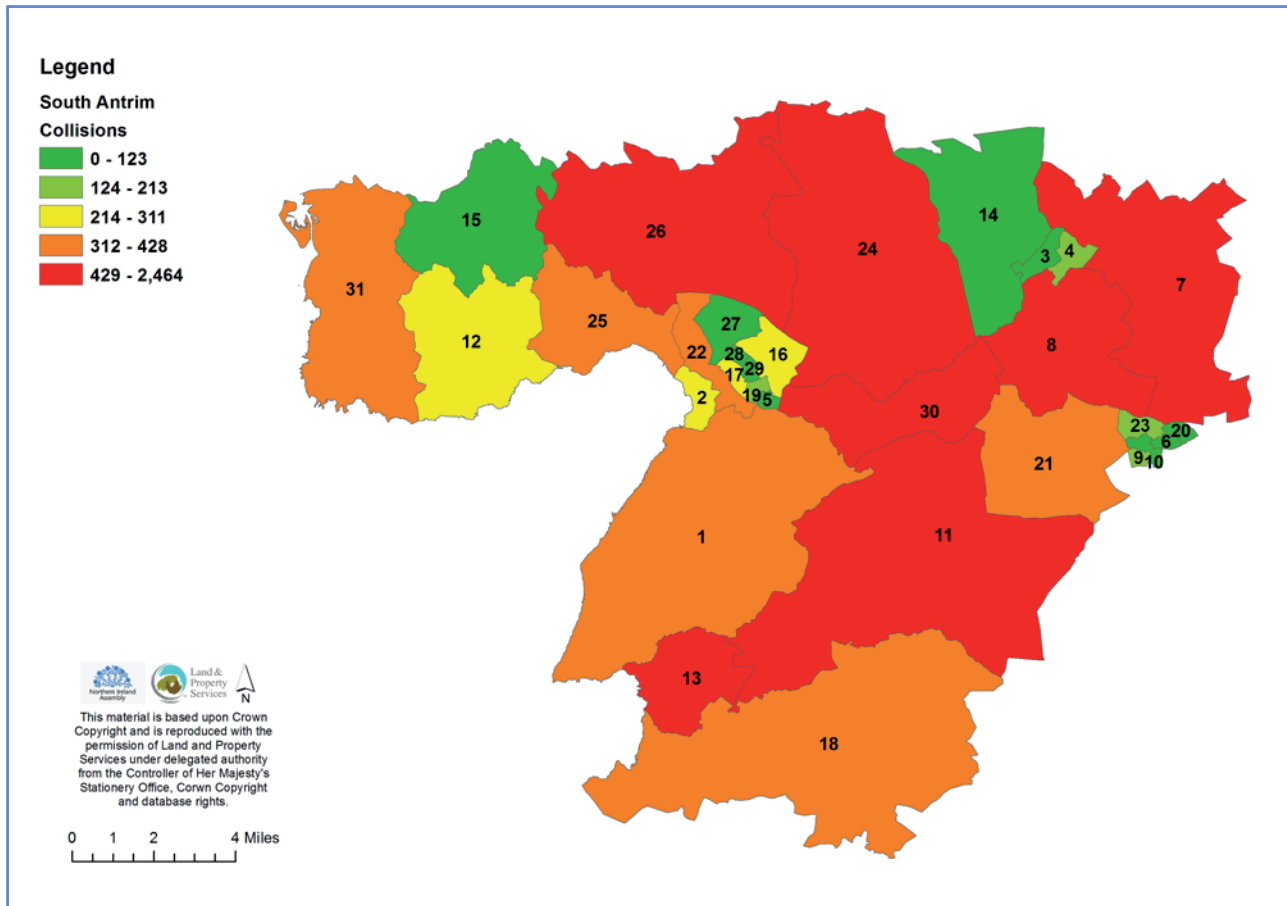 Legend
South Antrim
Collisions
0 - 123
124 - 213
214 - 311
312 - 428
429 - 2,464
15
26
24
14
3
4
7
31
12
25
27
22
28
16
29
17
2
19
5
8
30
23
20
6
9
10
21
1
11
13
18
Northern Ireland
Assembly
Land &
Property
Services
N
This material is based upon Crown
Copyright and is reproduced with the
permission of Land and Property
Services under delegated authority
from the Controller of Her Majesty's
Stationery Office, Corwn Copyright
and database rights.
0 1 2 4 Miles